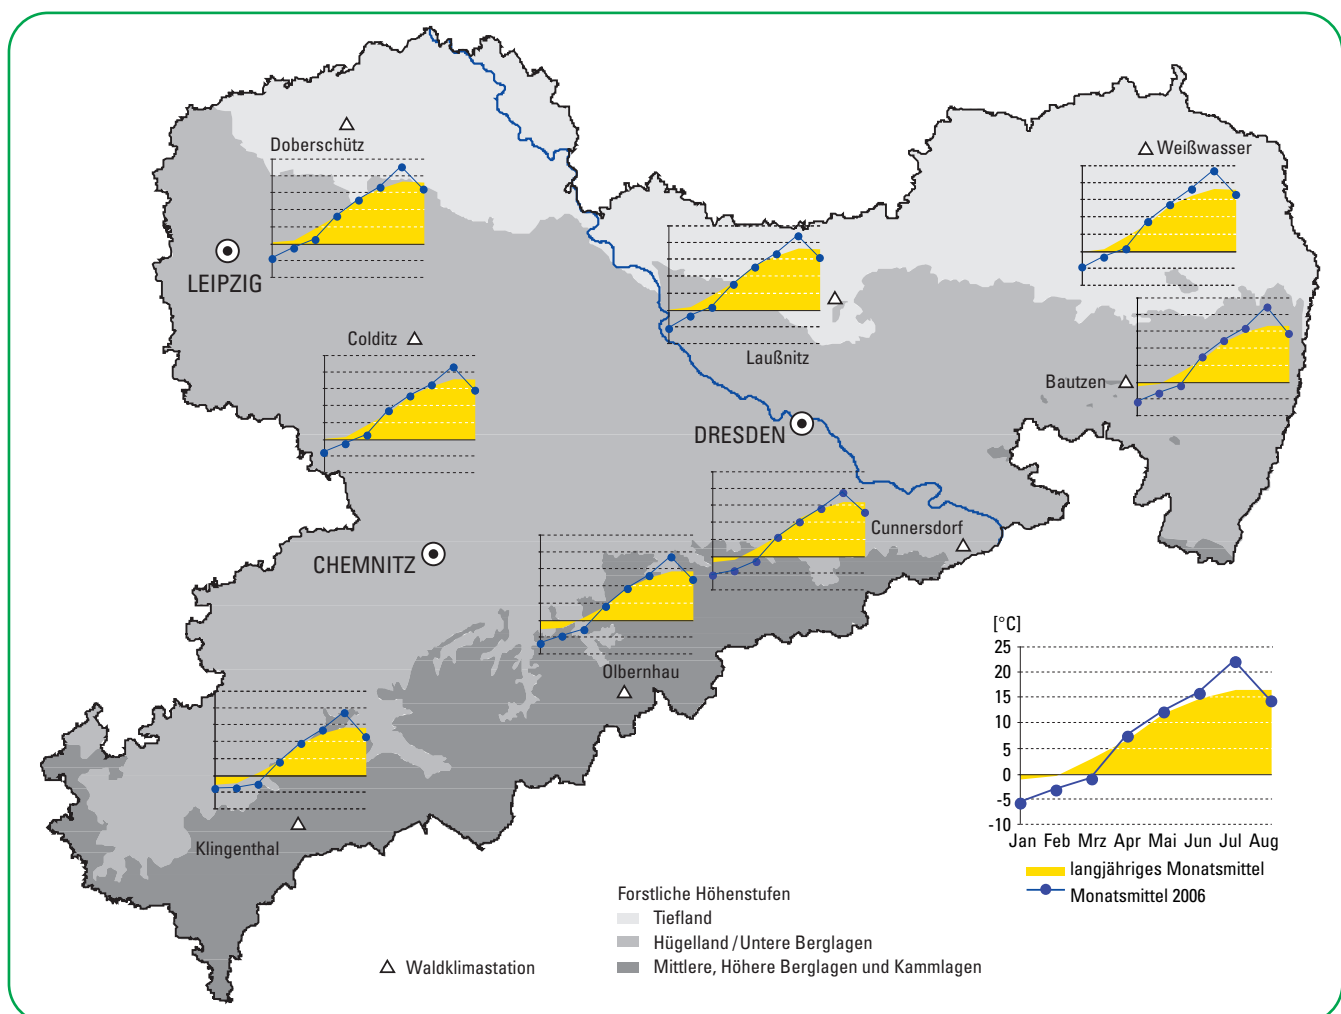 Doberschütz
Weißwasser
LEIPZIG
Colditz
Laußnitz
Bautzen
DRESDEN
Cunnersdorf
CHEMNITZ
Olbernhau
Klingenthal
[°C]
25
20
15
10
5
0
-5
-10
Jan Feb Mrz Apr Mai Jun Jul Aug
langjähriges Monatsmittel
Monatsmittel 2006
Forstliche Höhenstufen
Tiefland
Hügelland / Untere Berglagen
Mittlere, Höhere Berglagen und Kammlagen
Waldklimastation